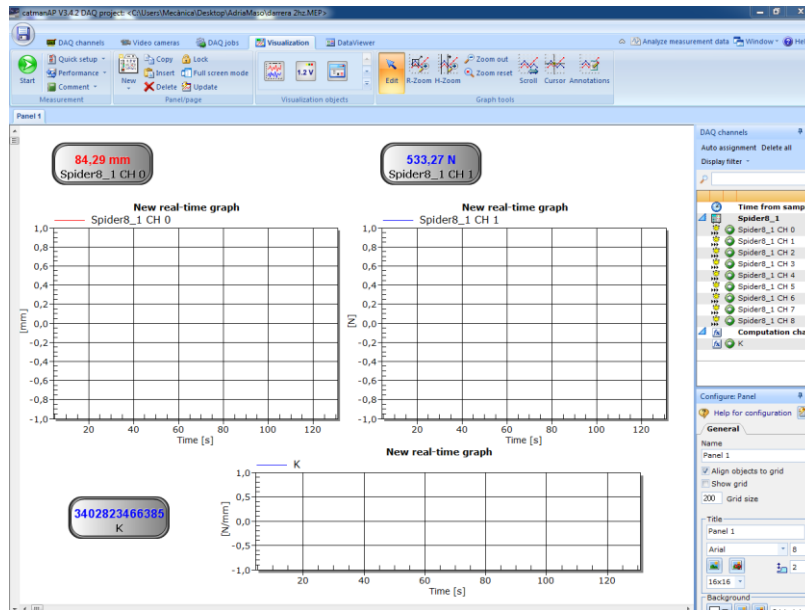 catmanAP V3.4.2 DAQ project: <C:\Users\Mecánica\Desktop\AdriaMaso\darrera 2hz.MEP>
DAQ channels Video cameras DAQ jobs Visualization DataViewer Analyze measurement data Window Help
Start
Quick setup
Performance
Comment
Measurement
New
Copy
Insert
Delete
Lock
Full screen mode
Update
Panel/page
1.2 V
Visualization objects
Edit R-Zoom H-Zoom
Zoom out
Zoom reset
Scroll Cursor Annotations
Graph tools
Panel 1
84,29 mm
Spider8_1 CH 0
533,27 N
Spider8_1 CH 1
New real-time graph
Spider8_1 CH 0
1,0
0,8
0,6
0,4
0,2
0,0
-0,2
-0,4
-0,6
-0,8
-1,0
[mm]
20 40 60 80 100 120
Time [s]
New real-time graph
Spider8_1 CH 1
1,0
0,8
0,6
0,4
0,2
0,0
-0,2
-0,4
-0,6
-0,8
-1,0
[N]
20 40 60 80 100 120
Time [s]
3402823466385
K
New real-time graph
K
1,0
0,5
0,0
-0,5
-1,0
[N/mm]
20 40 60 80 100 120
Time [s]
DAQ channels
Auto assignment Delete all
Display filter
Time from samp
Spider8_1
Spider8_1 CH 0
Spider8_1 CH 1
Spider8_1 CH 2
Spider8_1 CH 3
Spider8_1 CH 4
Spider8_1 CH 5
Spider8_1 CH 6
Spider8_1 CH 7
Spider8_1 CH 8
Computation cha
K
Configure: Panel
Help for configuration
General
Name
Panel 1
Align objects to grid
Show grid
200 Grid size
Title
Panel 1
Arial 8
2
16x16
Background